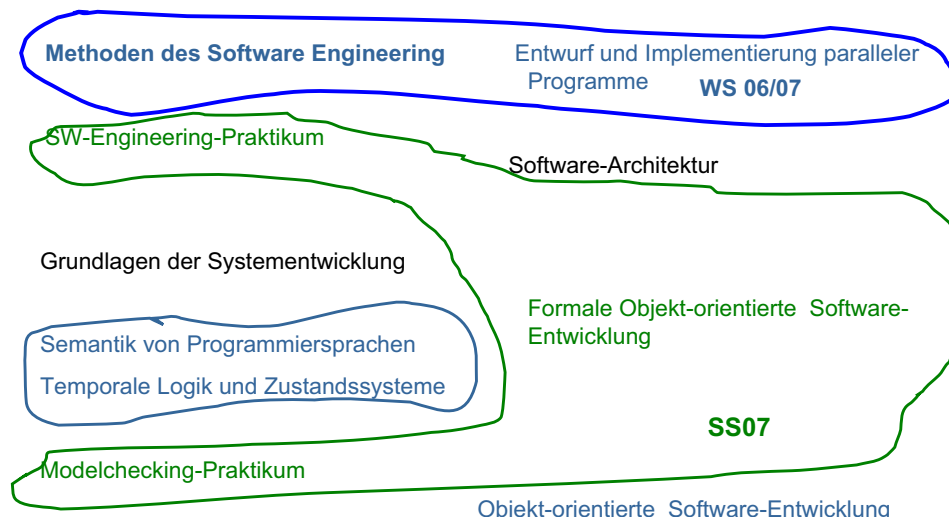 Methoden des Software Engineering
Entwurf und Implementierung paralleler
Programme WS 06/07
SW-Engineering-Praktikum
Software-Architektur
Grundlagen der Systementwicklung
Formale Objekt-orientierte Software-
Entwicklung
Semantik von Programmiersprachen
Temporale Logik und Zustandssysteme
SS07
Modelchecking-Praktikum
Objekt-orientierte Software-Entwicklung